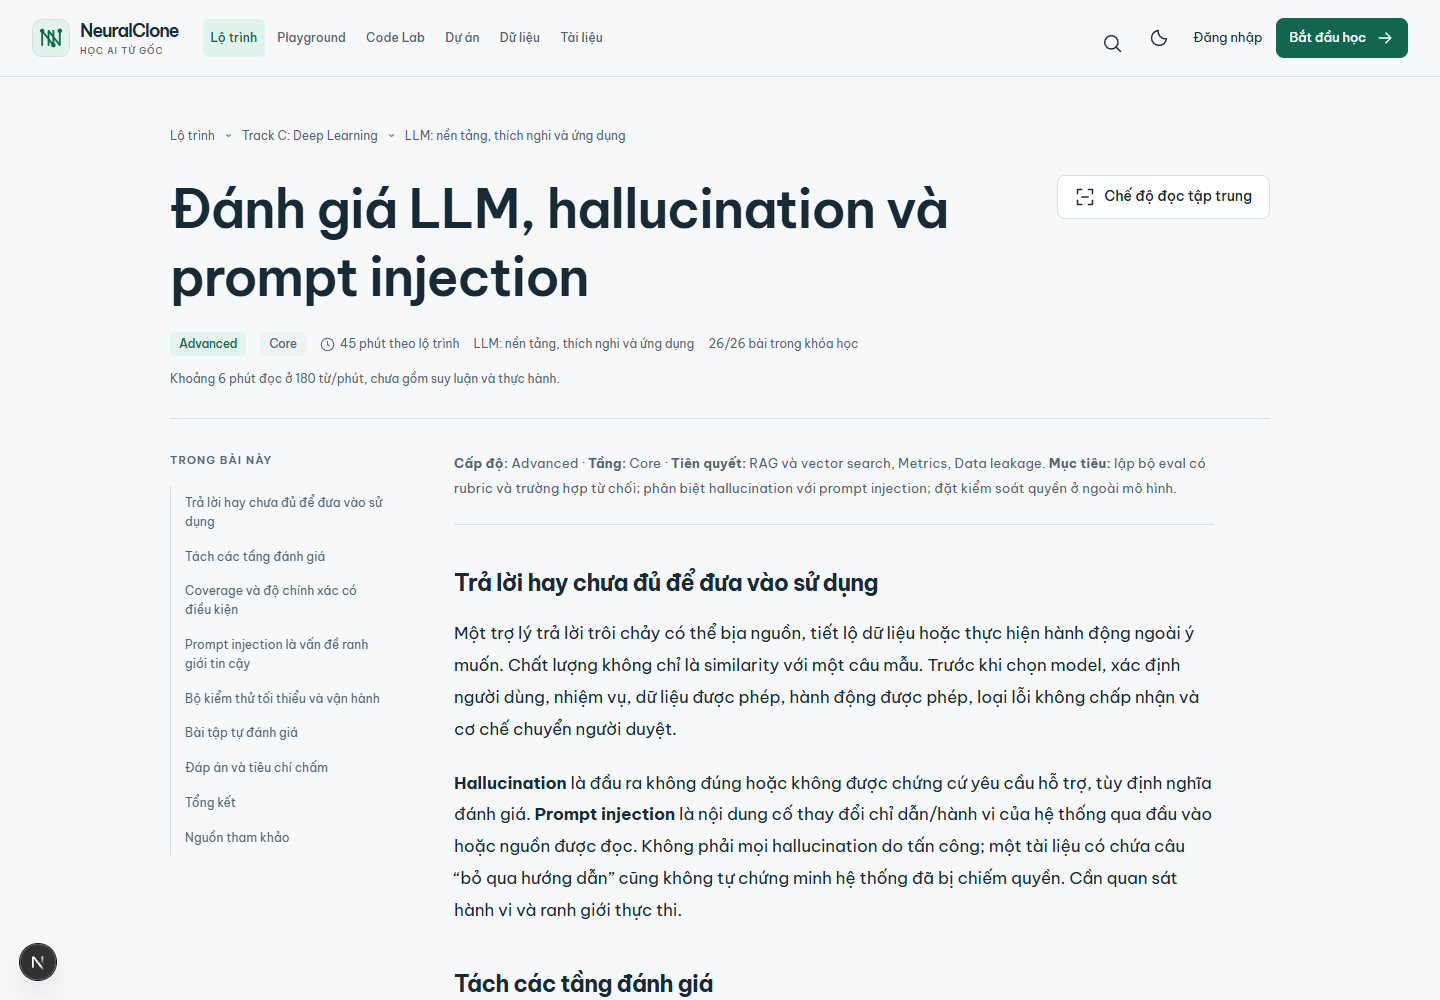 NeuralClone
HỌC AI TỪ GỐC
Lộ trình
Playground
Code Lab
Dự án
Dữ liệu
Tài liệu
Đăng nhập
Bắt đầu học
Lộ trình
Track C: Deep Learning
LLM: nền tảng, thích nghi và ứng dụng
Đánh giá LLM, hallucination và
prompt injection
Chế độ đọc tập trung
Advanced
Core
45 phút theo lộ trình
LLM: nền tảng, thích nghi và ứng dụng
26/26 bài trong khóa học
Khoảng 6 phút đọc ở 180 từ/phút, chưa gồm suy luận và thực hành.
TRONG BÀI NÀY
Trả lời hay chưa đủ để đưa vào sử
dụng
Tách các tầng đánh giá
Coverage và độ chính xác có
điều kiện
Prompt injection là vấn đề ranh
giới tin cậy
Bộ kiểm thử tối thiểu và vận hành
Bài tập tự đánh giá
Đáp án và tiêu chí chấm
Tổng kết
Nguồn tham khảo
Cấp độ: Advanced · Tầng: Core · Tiên quyết: RAG và vector search, Metrics, Data leakage. Mục tiêu: lập bộ eval có
rubric và trường hợp từ chối; phân biệt hallucination với prompt injection; đặt kiểm soát quyền ở ngoài mô hình.
Trả lời hay chưa đủ để đưa vào sử dụng
Một trợ lý trả lời trôi chảy có thể bịa nguồn, tiết lộ dữ liệu hoặc thực hiện hành động ngoài ý
muốn. Chất lượng không chỉ là similarity với một câu mẫu. Trước khi chọn model, xác định
người dùng, nhiệm vụ, dữ liệu được phép, hành động được phép, loại lỗi không chấp nhận và
cơ chế chuyển người duyệt.
Hallucination là đầu ra không đúng hoặc không được chứng cứ yêu cầu hỗ trợ, tùy định nghĩa
đánh giá. Prompt injection là nội dung cố thay đổi chỉ dẫn/hành vi của hệ thống qua đầu vào
hoặc nguồn được đọc. Không phải mọi hallucination do tấn công; một tài liệu có chứa câu
“bỏ qua hướng dẫn” cũng không tự chứng minh hệ thống đã bị chiếm quyền. Cần quan sát
hành vi và ranh giới thực thi.
Tách các tầng đánh giá